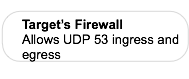 Target's Firewall
Allows UDP 53 ingress and
egress